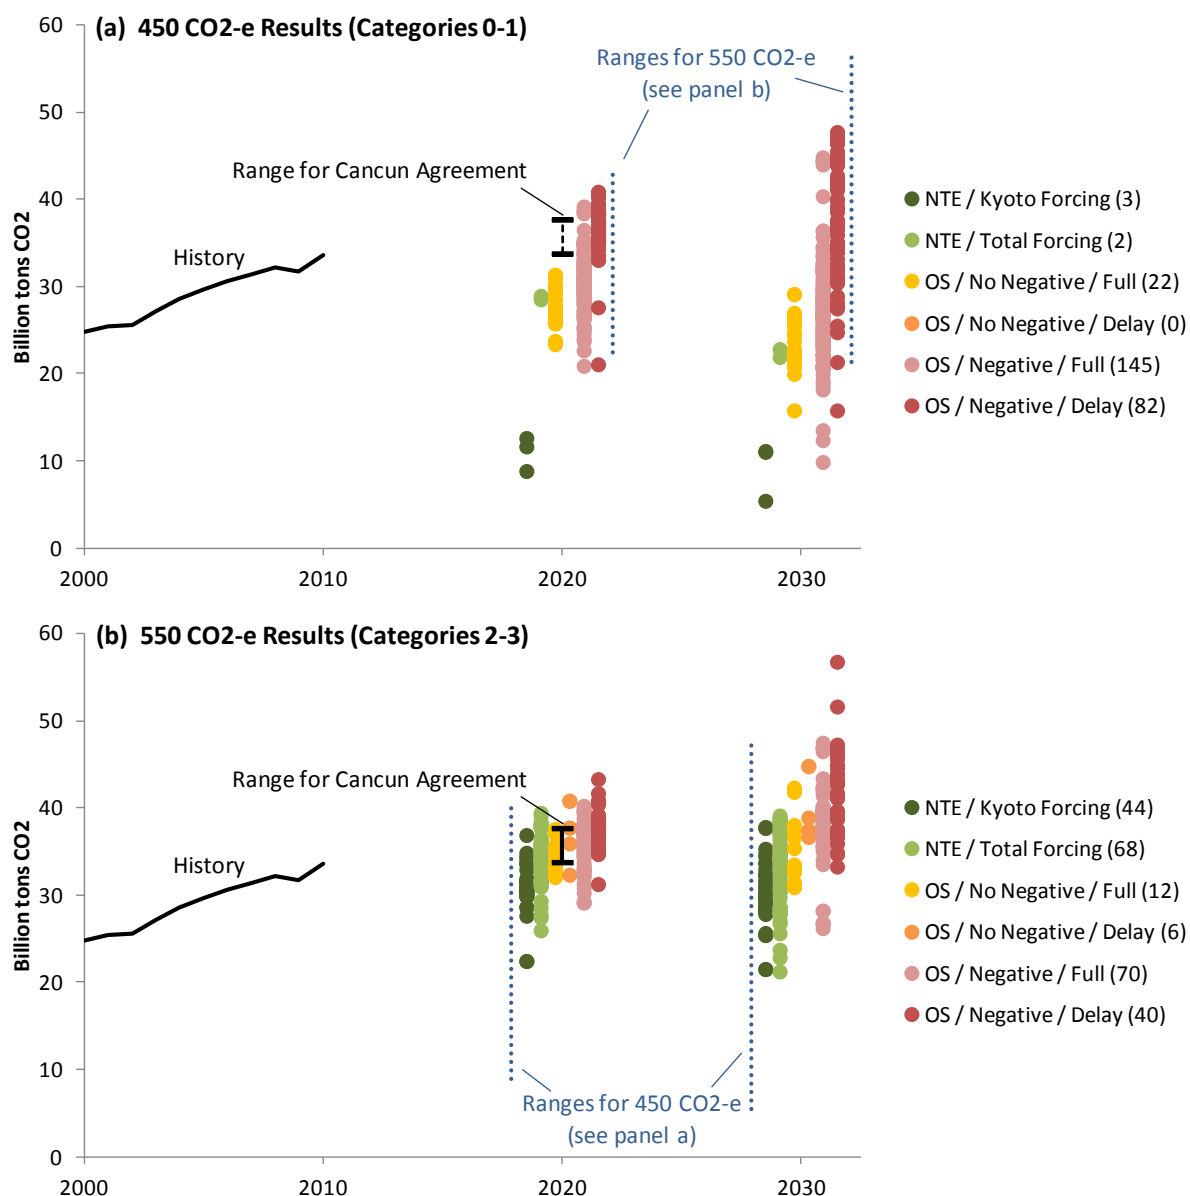 (a) 450 CO2-e Results (Categories 0-1)
60
50
40
30
20
10
0
Billion tons CO2
2000
2010
2020
2030
History
Range for Cancun Agreement
Ranges for 550 CO2-e
(see panel b)
NTE / Kyoto Forcing (3)
NTE / Total Forcing (2)
OS / No Negative / Full (22)
OS / No Negative / Delay (0)
OS / Negative / Full (145)
OS / Negative / Delay (82)
(b) 550 CO2-e Results (Categories 2-3)
60
50
40
30
20
10
0
Billion tons CO2
2000
2010
2020
2030
History
Range for Cancun Agreement
Ranges for 450 CO2-e
(see panel a)
NTE / Kyoto Forcing (44)
NTE / Total Forcing (68)
OS / No Negative / Full (12)
OS / No Negative / Delay (6)
OS / Negative / Full (70)
OS / Negative / Delay (40)